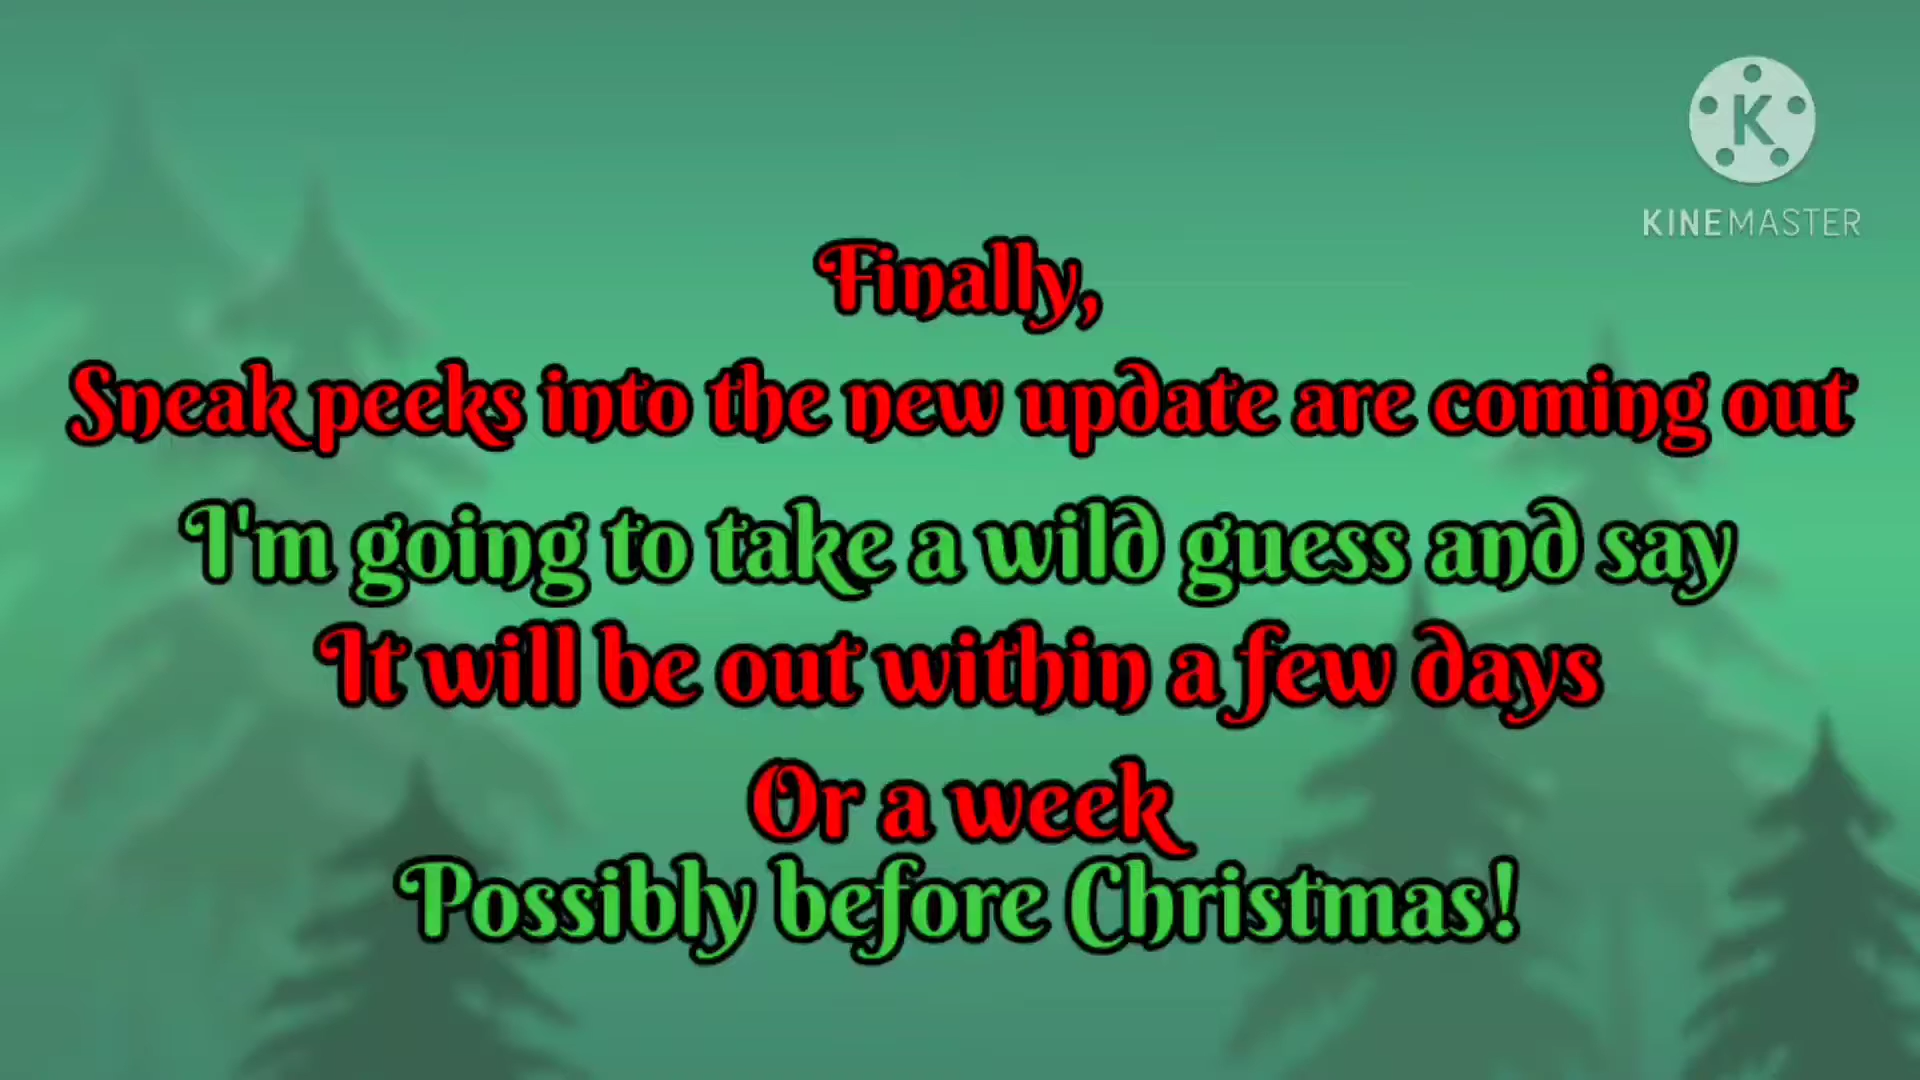 K
KINEMASTER
Finally,
Sneak peeks into the new update are coming out
I'm going to take a wild guess and say
It will be out within a few days
Or a week
Possibly before Christmas!